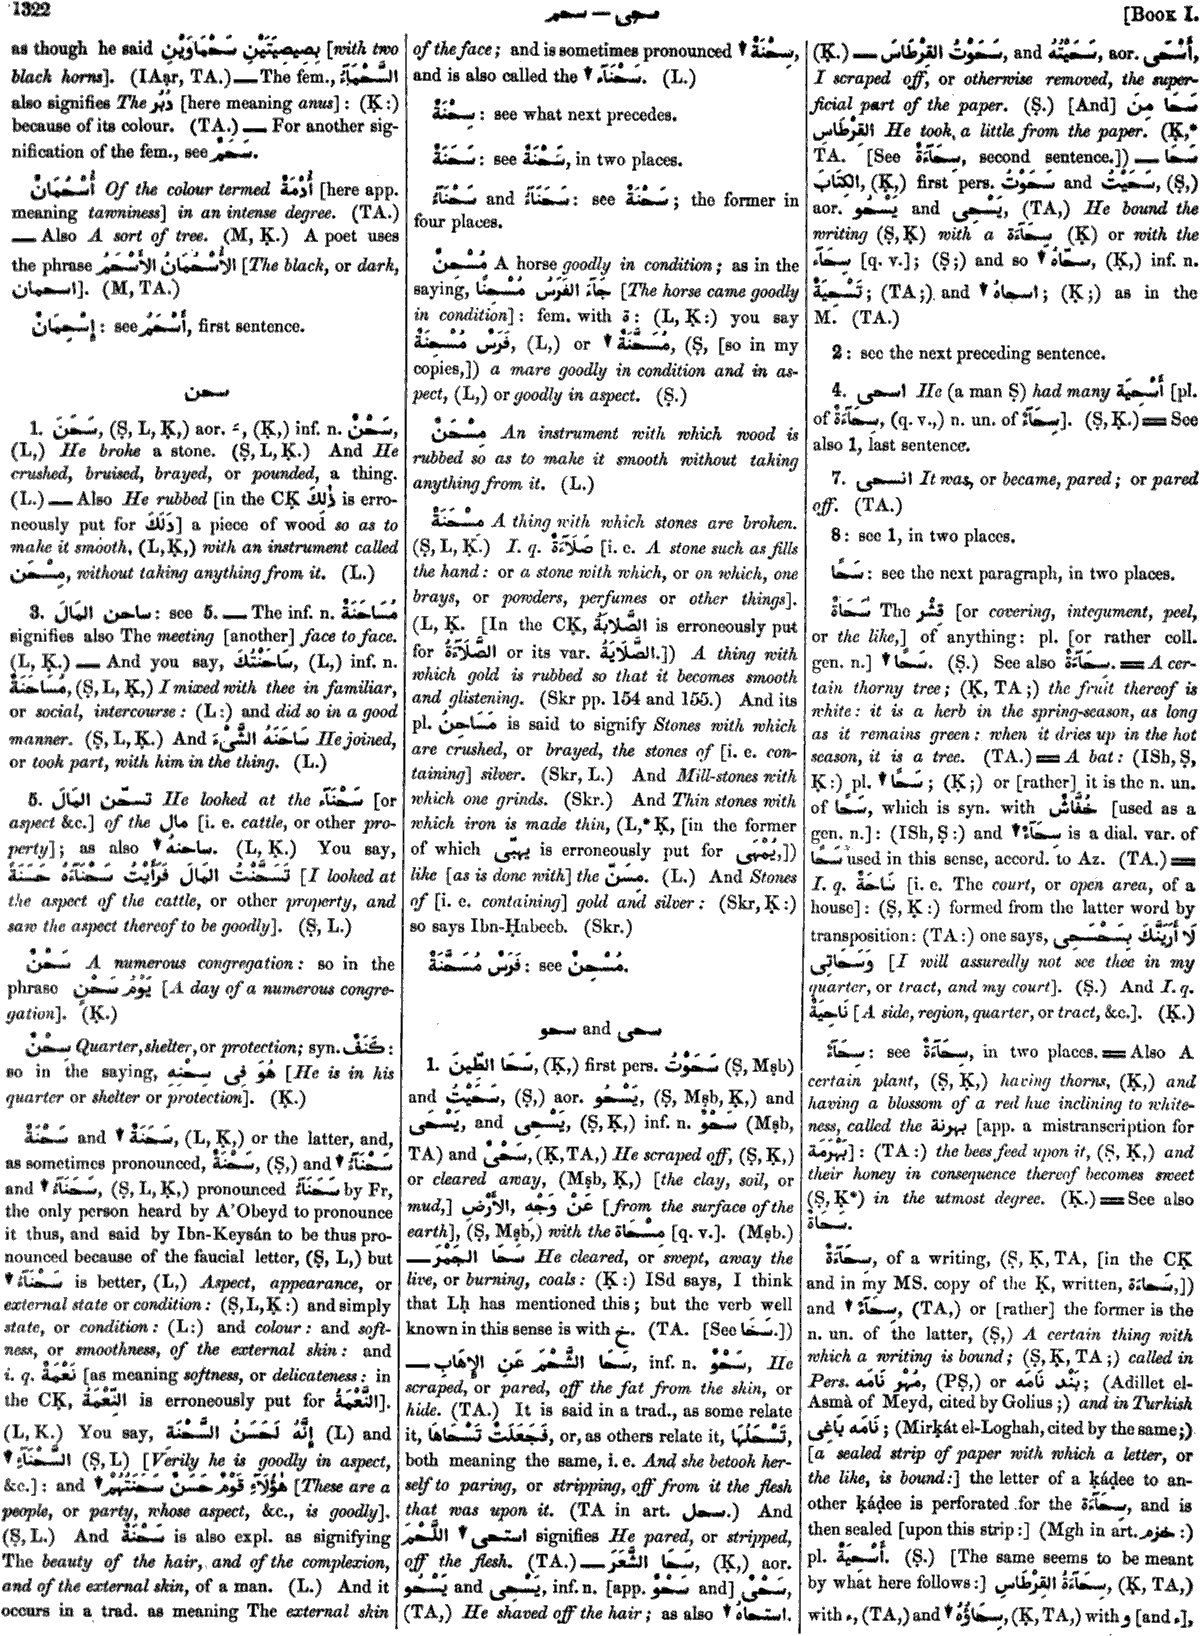 1322
سحمى — سحم
[BOOK I.
as though he said بِصِيصِيَتَيْنِ سَحْمَاوَيْنِ [with two
black horns]. (IAạr, TA.) — The fem., السَّحْمَآءُ,
also signifies The دُبُر [here meaning anus]: (Ḳ:)
because of its colour. (TA.) — For another sig-
nification of the fem., see سَحَمٌ.
أُسْحُمَانٌ Of the colour termed أُدْمَةٌ [here app.
meaning tawniness] in an intense degree. (TA.)
— Also A sort of tree. (M, Ḳ.) A poet uses
the phrase الأُسْحُمَانُ الأَسْحَمُ [The black, or dark,
اسحمان]. (M, TA.)
إِسْحِمَانٌ: see أَسْحَمُ, first sentence.
سحن
1. سَحَنَ, (Ṣ, L, Ḳ,) aor. ـَ, (Ḳ,) inf. n. سَحْنٌ,
(L,) He broke a stone. (Ṣ, L, Ḳ.) And He
crushed, bruised, brayed, or pounded, a thing.
(L.) — Also He rubbed [in the CḲ ذٰلِكَ is erro-
neously put for دَلَكَ] a piece of wood so as to
make it smooth, (L, Ḳ,) with an instrument called
مِسْحَن, without taking anything from it. (L.)
3. ساحن المَالَ: see 5. — The inf. n. مُسَاحَنَةٌ
signifies also The meeting [another] face to face.
(L, Ḳ.) — And you say, سَاحَنْتُكَ, (L,) inf. n.
مُسَاحَنَةٌ, (Ṣ, L, Ḳ,) I mixed with thee in familiar,
or social, intercourse: (L:) and did so in a good
manner. (Ṣ, L, Ḳ.) And سَاحَنَهُ الشَّىْءَ He joined,
or took part, with him in the thing. (L.)
5. تسحّن المَالَ He looked at the سَحْنَآء [or
aspect &c.] of the مال [i. e. cattle, or other pro-
perty]; as also ▼ ساحنهُ. (L, Ḳ.) You say,
تَسَحَّنْتُ المَالَ فَرَأَيْتُ سَحْنَآءَهُ حَسَنَةً [I looked at
the aspect of the cattle, or other property, and
saw the aspect thereof to be goodly]. (Ṣ, L.)
سَحْنٌ A numerous congregation: so in the
phrase يَوْمُ سَحْنٍ [A day of a numerous congre-
gation]. (Ḳ.)
سِحْنٌ Quarter, shelter, or protection; syn. كَنَفٌ:
so in the saying, هُوَ فِى سِحْنِهِ [He is in his
quarter or shelter or protection]. (Ḳ.)
سَحْنَةٌ and ▼ سَحَنَةٌ, (L, Ḳ,) or the latter, and,
as sometimes pronounced, سَحْنَةٌ, (Ṣ,) and ▼ سَحْنَآءُ
and ▼ سَحَنَآءُ, (Ṣ, L, Ḳ,) pronounced سَحَنَآءُ by Fr,
the only person heard by A'Obeyd to pronounce
it thus, and said by Ibn-Keysán to be thus pro-
nounced because of the faucial letter, (Ṣ, L,) but
▼ سَحْنَآءُ is better, (L,) Aspect, appearance, or
external state or condition: (Ṣ, L, Ḳ:) and simply
state, or condition: (L:) and colour: and soft-
ness, or smoothness, of the external skin: and
i. q. نَعْمَةٌ [as meaning softness, or delicateness: in
the CḲ, النِّعْمَةُ is erroneously put for النَّعْمَةُ].
(L, K.) You say, إِنَّهُ لَحَسَنُ السَّحْنَةِ (L) and
▼ السَّحْنَآءِ (Ṣ, L) [Verily he is goodly in aspect,
&c.]: and ▼ هٰؤُلَآءِ قَوْمٌ حَسَنٌ سَحْنَتُهُمْ [These are a
people, or party, whose aspect, &c., is goodly].
(Ṣ, L.) And سَحْنَةٌ is also expl. as signifying
The beauty of the hair, and of the complexion,
and of the external skin, of a man. (L.) And it
occurs in a trad. as meaning The external skin
of the face; and is sometimes pronounced ▼ سِحْنَةٌ,
and is also called the ▼ سَحْنَآء. (L.)
سِحْنَةٌ: see what next precedes.
سَحَنَةٌ: see سَحْنَةٌ, in two places.
سَحْنَآءُ and سَحَنَآءُ: see سَحْنَةٌ; the former in
four places.
مُسْحَنٌ A horse goodly in condition; as in the
saying, جَآءَ الفَرَسُ مُسْحَنًا [The horse came goodly
in condition]: fem. with ة: (L, Ḳ:) you say
فَرَسٌ مُسْحَنَةٌ, (L,) or ▼ مُسَحَّنَةٌ, (Ṣ, [so in my
copies,]) a mare goodly in condition and in as-
pect, (L,) or goodly in aspect. (Ṣ.)
مِسْحَنٌ An instrument with which wood is
rubbed so as to make it smooth without taking
anything from it. (L.)
مِسْحَنَةٌ A thing with which stones are broken.
(Ṣ, L, Ḳ.) I. q. صَلَآءَةٌ [i. e. A stone such as fills
the hand: or a stone with which, or on which, one
brays, or powders, perfumes or other things].
(L, Ḳ. [In the CḲ, الصَّلَابَةُ is erroneously put
for الصَّلَآءَةُ or its var. الصَّلَايَةُ.]) A thing with
which gold is rubbed so that it becomes smooth
and glistening. (Skr pp. 154 and 155.) And its
pl. مَسَاحِنُ is said to signify Stones with which
are crushed, or brayed, the stones of [i. e. con-
taining] silver. (Skr, L.) And Mill-stones with
which one grinds. (Skr.) And Thin stones with
which iron is made thin, (L,* Ḳ, [in the former
of which يهبّى is erroneously put for يُمْهَى,])
like [as is done with] the مِسَنّ. (L.) And Stones
of [i. e. containing] gold and silver: (Skr, Ḳ:)
so says Ibn-Ḥabeeb. (Skr.)
فَرَسٌ مُسَحَّنَةٌ: see مُسْحَنٌ.
سحى and سحو
1. سَحَا الطِّينَ, (Ḳ,) first pers. سَحَوْتُ (Ṣ, Mṣb)
and سَحَيْتُ, (Ṣ,) aor. يَسْحُو, (Ṣ, Mṣb, Ḳ,) and
يَسْحَى, and يَسْحِى, (Ṣ, Ḳ,) inf. n. سَحْوٌ (Mṣb,
TA) and سَحْىٌ, (Ḳ, TA,) He scraped off, (Ṣ, Ḳ,)
or cleared away, (Mṣb, Ḳ,) [the clay, soil, or
mud,] عَنْ وَجْهِ الأَرْضِ, [from the surface of the
earth], (Ṣ, Mṣb,) with the مِسْحَاة [q. v.]. (Mṣb.)
— سَحَا الجَمْرَ He cleared, or swept, away the
live, or burning, coals: (Ḳ:) ISd says, I think
that Lḥ has mentioned this; but the verb well
known in this sense is with خ. (TA. [See سَخَا.])
— سَحَا الشَّحْمَ عَنِ الإِهَابِ, inf. n. سَحْوٌ, He
scraped, or pared, off the fat from the skin, or
hide. (TA.) It is said in a trad., as some relate
it, فَجَعَلَتْ تَسْحَاهَا, or, as others relate it, تَسْحَلُهَا,
both meaning the same, i. e. And she betook her-
self to paring, or stripping, off from it the flesh
that was upon it. (TA in art. سحل.) And
▼ استحى اللَّحْمَ signifies He pared, or stripped,
off the flesh. (TA.) — سَحَا الشَّعَرَ, (Ḳ,) aor.
يَسْحُو and يَسْحِى, inf. n. [app. سَحْوٌ and] سَحْىٌ,
(TA,) He shaved off the hair; as also ▼ استحاهُ.
(Ḳ.) — سَحَوْتُ القِرْطَاسَ, and سَحَيْتُهُ, aor. أَسْحَى,
I scraped off, or otherwise removed, the super-
ficial part of the paper. (Ṣ.) [And] سَحَا مِنَ
القِرْطَاسِ He took, a little from the paper. (Ḳ,*
TA. [See سِحَآءَةٌ, second sentence.]) — سَحَا
الكِتَابَ, (Ḳ,) first pers. سَحَوْتُ and سَحَيْتُ, (Ṣ,)
aor. يَسْحُو and يَسْحِى, (TA,) He bound the
writing (Ṣ, Ḳ) with a سِحَآءَة (Ḳ) or with the
سِحَآء [q. v.]; (Ṣ;) and so ▼ سحّاهُ, (Ḳ,) inf. n.
تَسْحِيَةٌ; (TA;) and ▼ اسحاهُ; (Ḳ;) as in the
M. (TA.)
2: see the next preceding sentence.
4. اسحى He (a man Ṣ) had many أَسْحِيَة [pl.
of سِحَآءَةٌ, (q. v.,) n. un. of سِحَآءٌ]. (Ṣ, Ḳ.) = See
also 1, last sentence.
7. انسحى It was, or became, pared; or pared
off. (TA.)
8: see 1, in two places.
سَحًا: see the next paragraph, in two places.
سَحَاةٌ The قِشْر [or covering, integument, peel,
or the like,] of anything: pl. [or rather coll.
gen. n.] ▼ سَحًا. (Ṣ.) See also سِحَآءَةٌ. = A cer-
tain thorny tree; (Ḳ, TA;) the fruit thereof is
white: it is a herb in the spring-season, as long
as it remains green: when it dries up in the hot
season, it is a tree. (TA.) = A bat: (ISh, Ṣ,
Ḳ:) pl. ▼ سَحًا; (Ḳ;) or [rather] it is the n. un.
of سَحًا, which is syn. with خُفَّاشٌ [used as a
gen. n.]: (ISh, Ṣ:) and ▼ سِحَآءٌ is a dial. var. of
سَحًا used in this sense, accord. to Az. (TA.) =
I. q. سَاحَةٌ [i. e. The court, or open area, of a
house]: (Ṣ, Ḳ:) formed from the latter word by
transposition: (TA:) one says, لَا أَرَيَنَّكَ بِسَحْسَحِى
وَسَحَاتِى [I will assuredly not see thee in my
quarter, or tract, and my court]. (Ṣ.) And I. q.
نَاحِيَةٌ [A side, region, quarter, or tract, &c.]. (Ḳ.)
سِحَآءٌ: see سِحَآءَةٌ, in two places. = Also A
certain plant, (Ṣ, Ḳ,) having thorns, (Ḳ,) and
having a blossom of a red hue inclining to white-
ness, called the بهرنة [app. a mistranscription for
بَهْرَمَة]: (TA:) the bees feed upon it, (Ṣ, Ḳ,) and
their honey in consequence thereof becomes sweet
(Ṣ, Ḳ*) in the utmost degree. (K.) = See also
سَحَاةٌ.
سِحَآءَةٌ, of a writing, (Ṣ, Ḳ, TA, [in the CḲ
and in my MS. copy of the Ḳ, written, سَحَاءَة,])
and ▼ سِحَآءٌ, (TA,) or [rather] the former is the
n. un. of the latter, (Ṣ,) A certain thing with
which a writing is bound; (Ṣ, Ḳ, TA;) called in
Pers. مُهْرِ نَامَه, (PṢ,) or بَنْدِ نَامَه; (Adillet el-
Asmà of Meyd, cited by Golius;) and in Turkish
نَامَه بَاغِى; (Mirḳát el-Loghah, cited by the same;)
[a sealed strip of paper with which a letter, or
the like, is bound:] the letter of a ḳáḍee to an-
other ḳáḍee is perforated for the سِحَآءَة, and is
then sealed [upon this strip:] (Mgh in art. خزم:)
pl. أَسْحِيَةٌ. (Ṣ.) [The same seems to be meant
by what here follows:] سِحَآءَةُ القِرْطَاسِ, (Ḳ, TA,)
with ء, (TA,) and ▼ سِحَاؤُهُ, (Ḳ, TA,) with و [and ء],